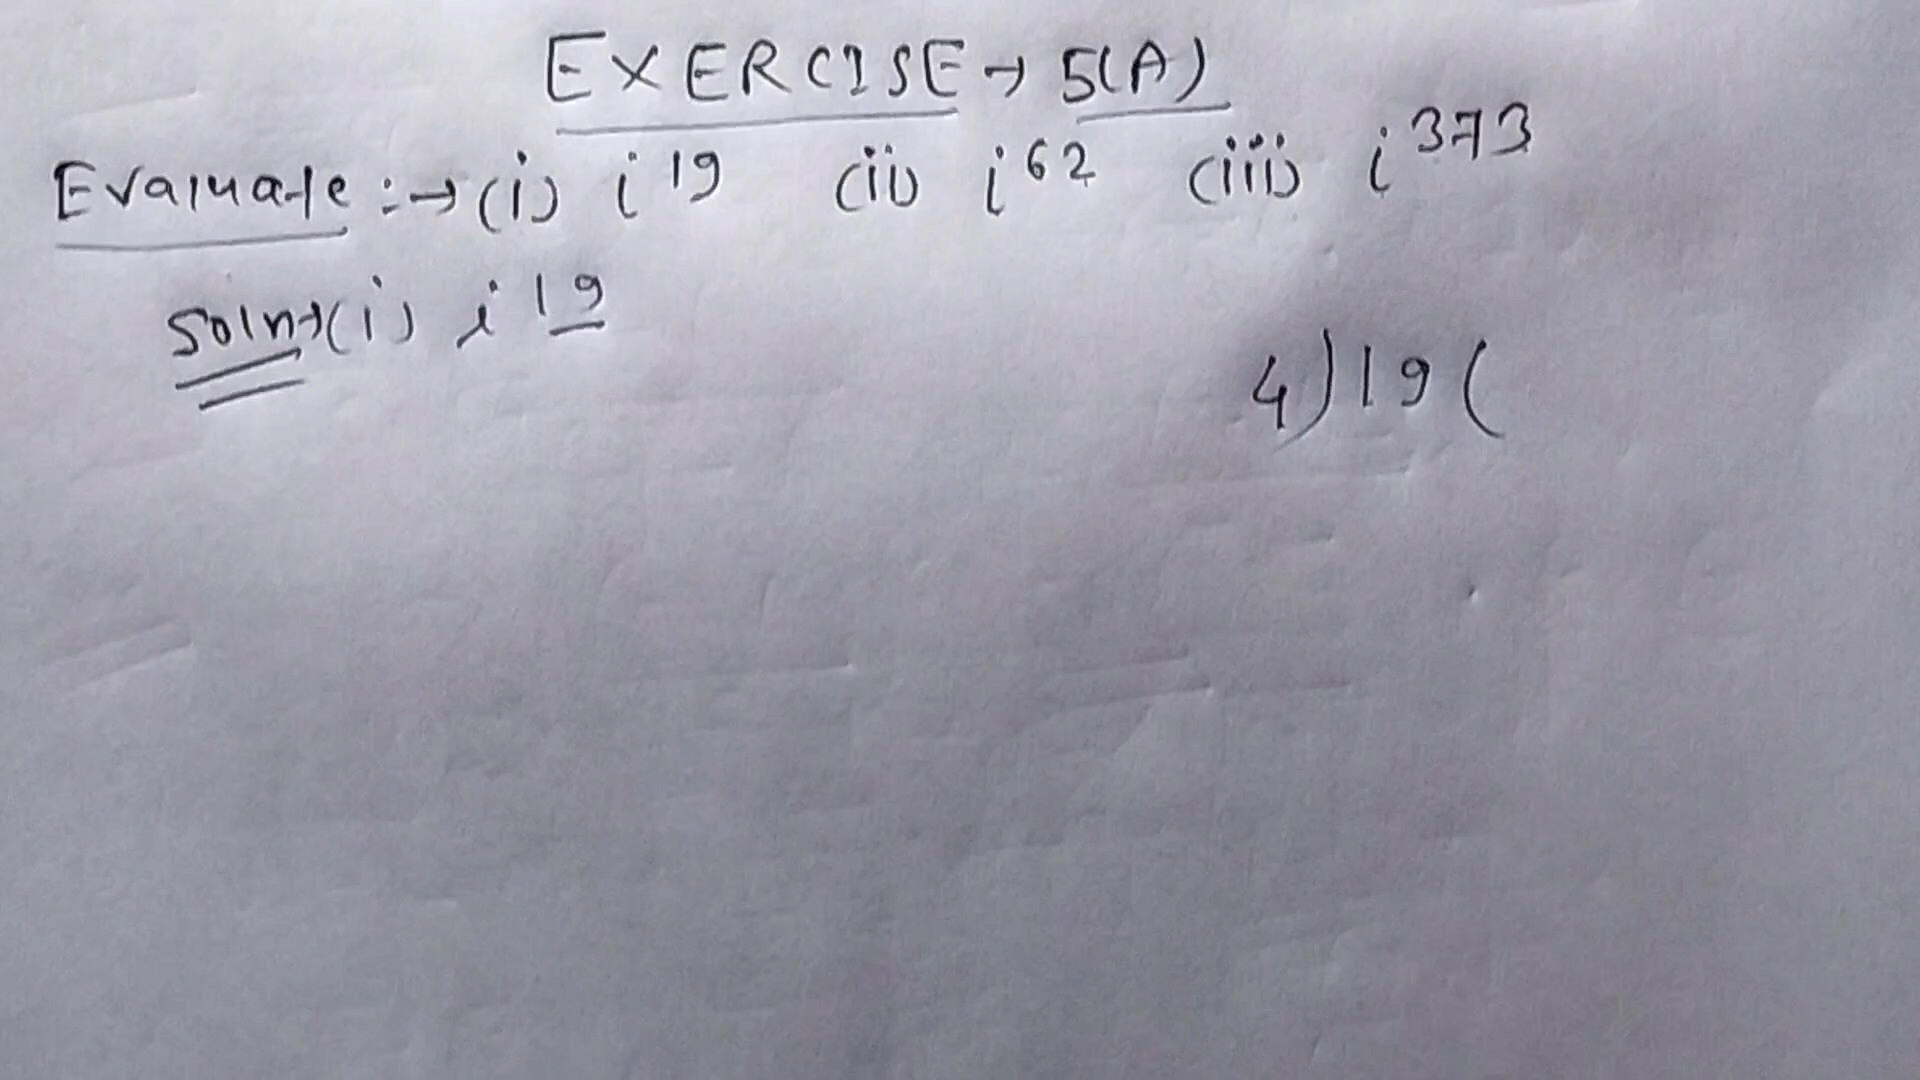 EXERCISE → 5(A)
Evaluate :→ (i) i^19 (ii) i^62 (iii) i^373
Soln→(i) i^19
4)19(